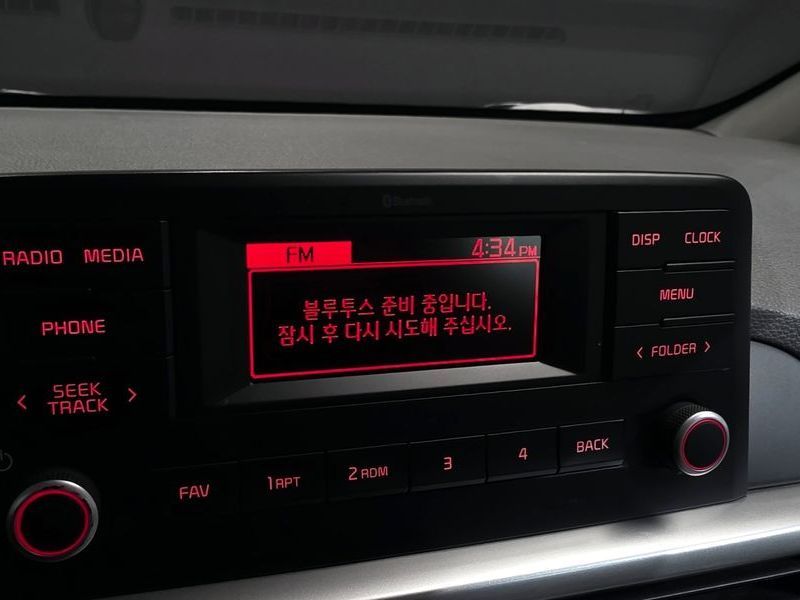 Bluetooth
RADIO MEDIA
PHONE
< SEEK TRACK >
FM 4:34 PM
블루투스 준비 중입니다.
잠시 후 다시 시도해 주십시오.
DISP CLOCK
MENU
< FOLDER >
FAV 1 RPT 2 RDM 3 4 BACK